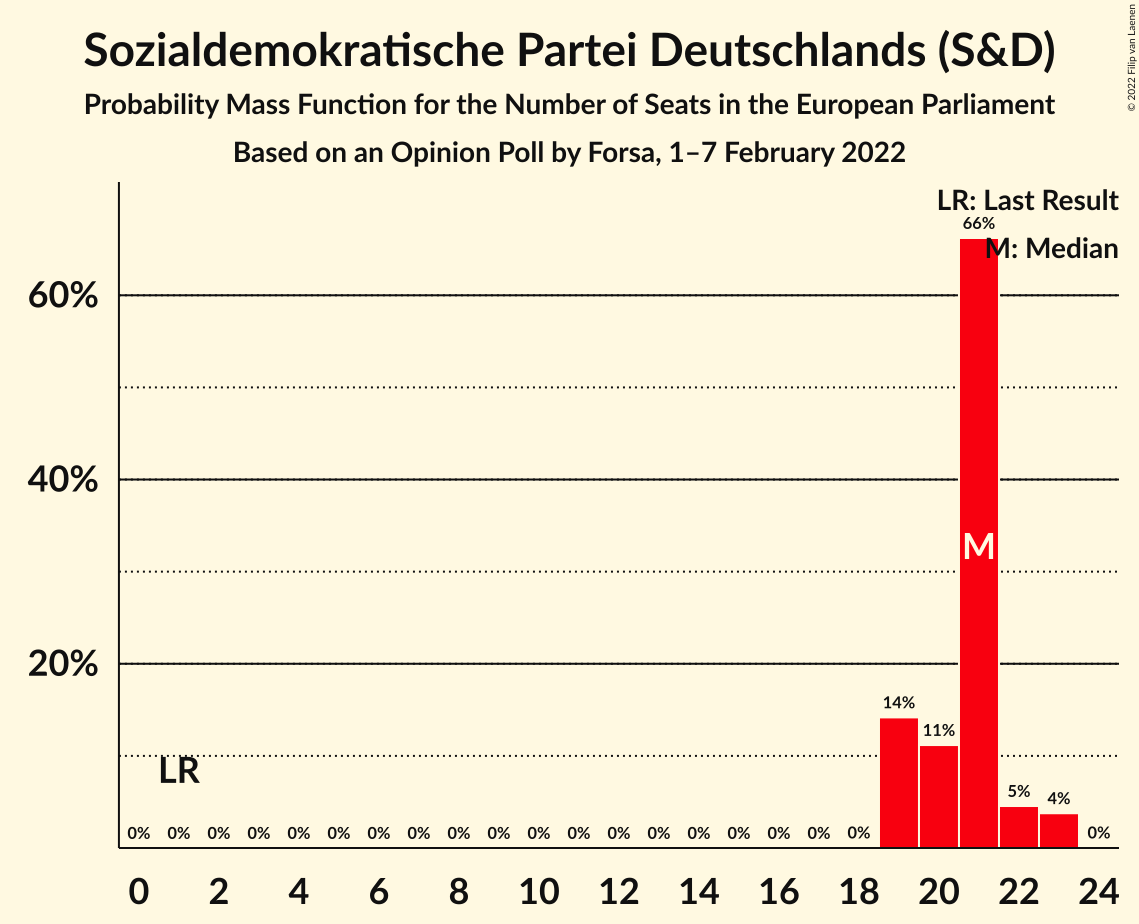 Sozialdemokratische Partei Deutschlands (S&D)
Probability Mass Function for the Number of Seats in the European Parliament
Based on an Opinion Poll by Forsa, 1–7 February 2022
© 2022 Filip van Laenen
LR: Last Result
66%
M: Median
60%
40%
M
20%
14%
11%
LR
5%
4%
0% 0% 0% 0% 0% 0% 0% 0% 0% 0% 0% 0% 0% 0% 0% 0% 0% 0% 0% 0%
0 2 4 6 8 10 12 14 16 18 20 22 24